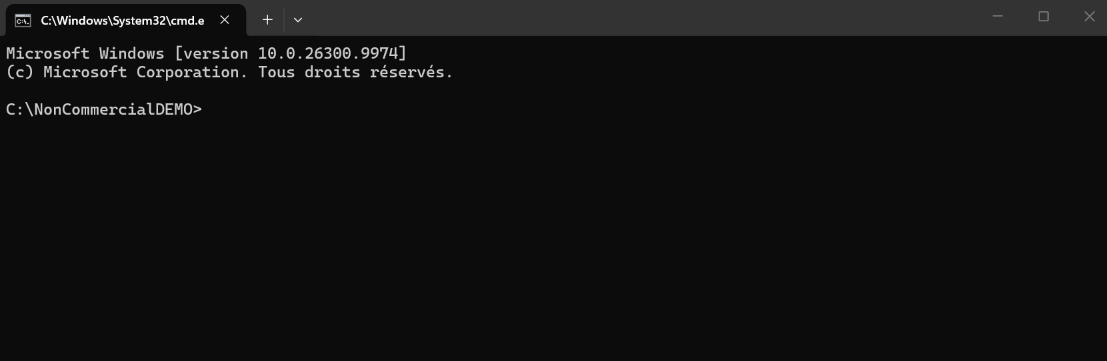 C:\Windows\System32\cmd.e
Microsoft Windows [version 10.0.26300.9974]
(c) Microsoft Corporation. Tous droits réservés.
C:\NonCommercialDEMO>